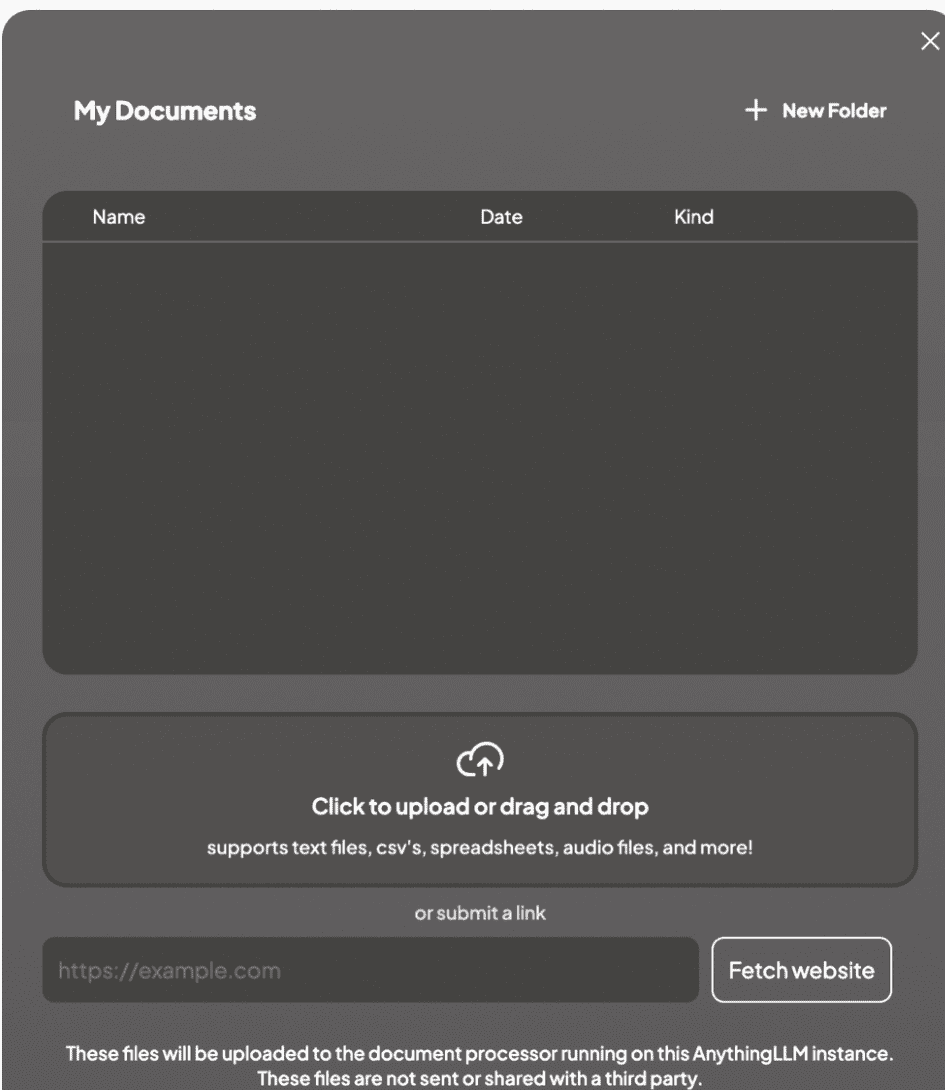 My Documents
New Folder
Name Date Kind
Click to upload or drag and drop
supports text files, csv's, spreadsheets, audio files, and more!
or submit a link
https://example.com
Fetch website
These files will be uploaded to the document processor running on this AnythingLLM instance.
These files are not sent or shared with a third party.